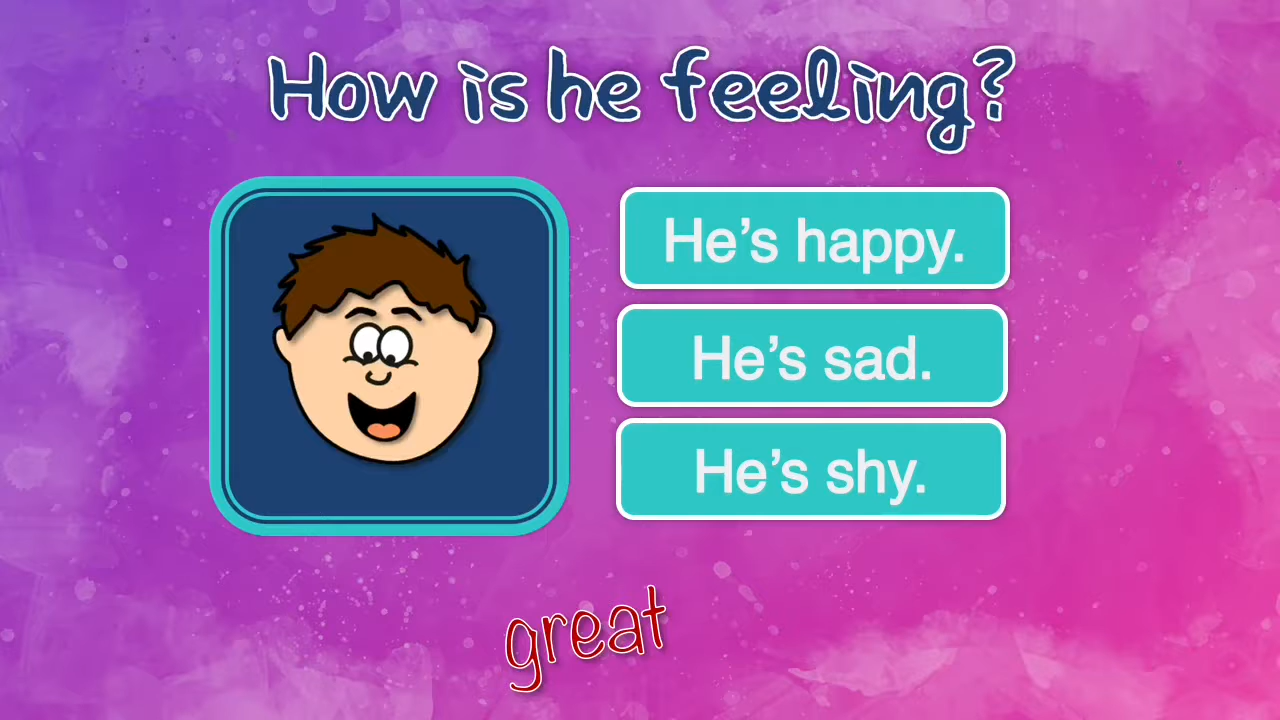 How is he feeling?
He’s happy.
He’s sad.
He’s shy.
great